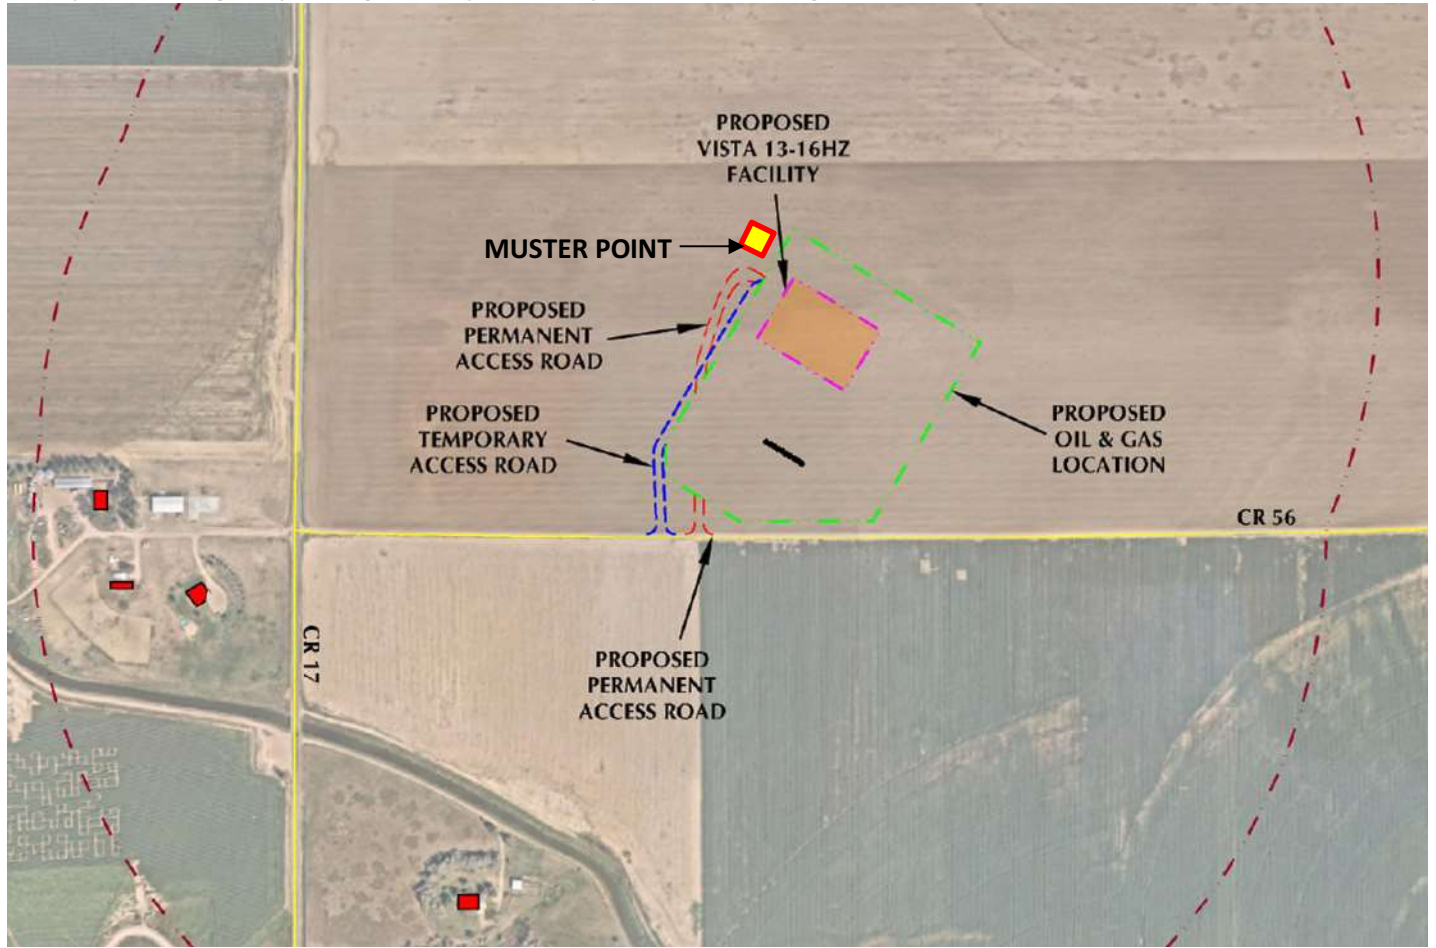 PROPOSED
VISTA 13-16HZ
FACILITY
MUSTER POINT
PROPOSED
PERMANENT
ACCESS ROAD
PROPOSED
TEMPORARY
ACCESS ROAD
PROPOSED
OIL & GAS
LOCATION
CR 56
CR 17
PROPOSED
PERMANENT
ACCESS ROAD